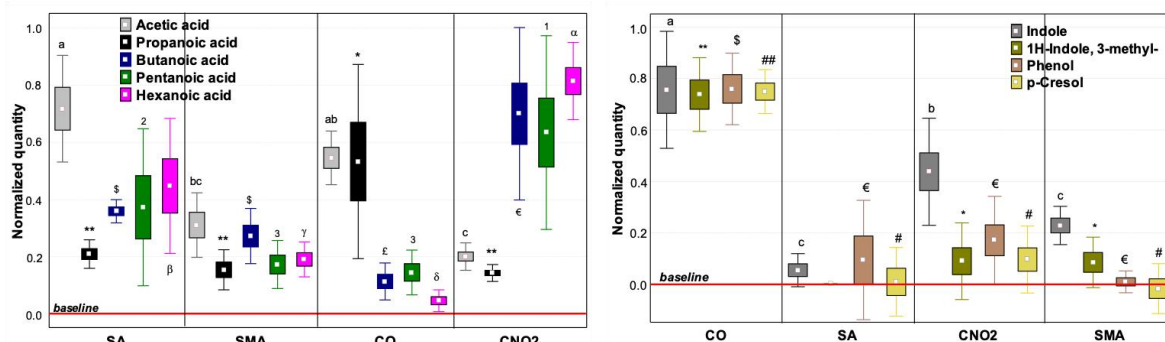 Normalized quantity
1.0
0.8
0.6
0.4
0.2
0.0
Acetic acid
Propanoic acid
Butanoic acid
Pentanoic acid
Hexanoic acid
a
**
$
2
β
bc
**
$
3
γ
ab
*
£
3
δ
c
**
€
1
α
baseline
SA
SMA
CO
CNO2
Normalized quantity
1.0
0.8
0.6
0.4
0.2
0.0
Indole
1H-Indole, 3-methyl-
Phenol
p-Cresol
a
**
$
##
c
€
#
b
*
€
#
c
*
€
#
baseline
CO
SA
CNO2
SMA